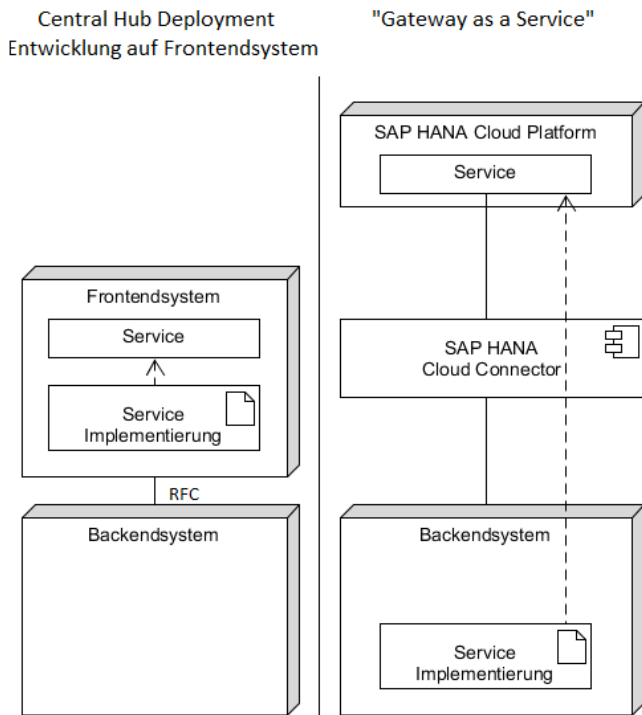 Central Hub Deployment
Entwicklung auf Frontendsystem
Frontendsystem
Service
Service
Implementierung
RFC
Backendsystem
"Gateway as a Service"
SAP HANA Cloud Platform
Service
SAP HANA
Cloud Connector
Backendsystem
Service
Implementierung